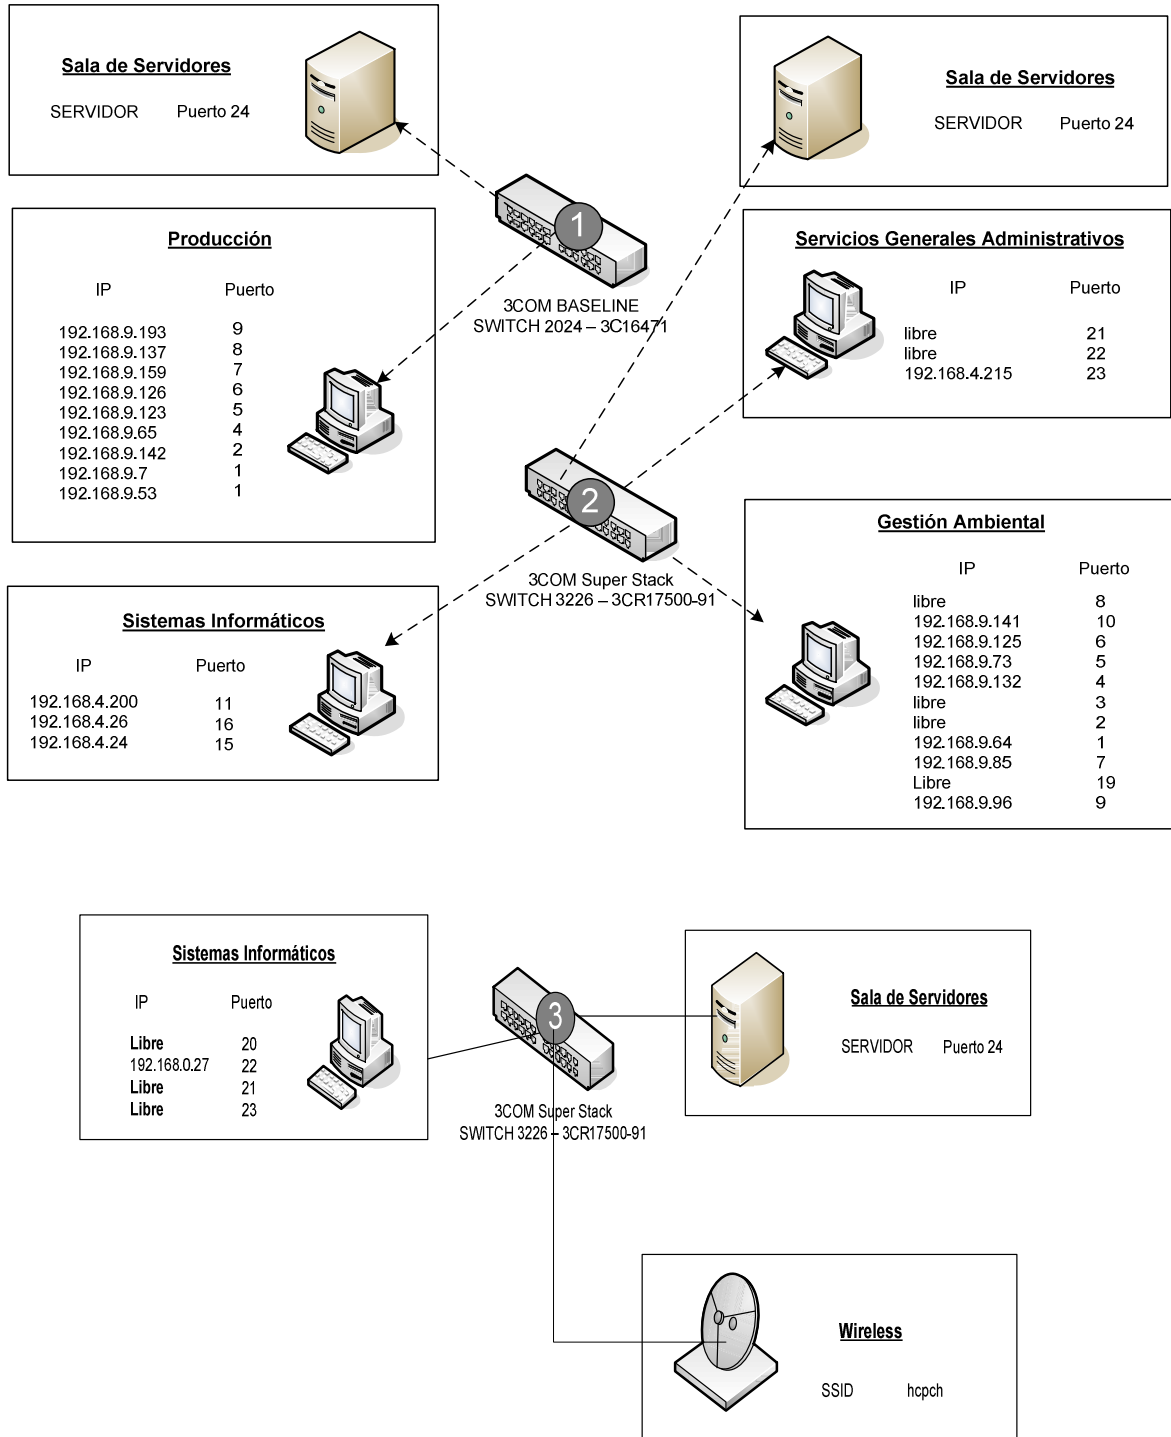 Sala de Servidores
SERVIDOR Puerto 24
Sala de Servidores
SERVIDOR Puerto 24
1
3COM BASELINE
SWITCH 2024 – 3C16471
Producción
IP Puerto
192.168.9.193 9
192.168.9.137 8
192.168.9.159 7
192.168.9.126 6
192.168.9.123 5
192.168.9.65 4
192.168.9.142 2
192.168.9.7 1
192.168.9.53 1
Servicios Generales Administrativos
IP Puerto
libre 21
libre 22
192.168.4.215 23
2
3COM Super Stack
SWITCH 3226 – 3CR17500-91
Sistemas Informáticos
IP Puerto
192.168.4.200 11
192.168.4.26 16
192.168.4.24 15
Gestión Ambiental
IP Puerto
libre 8
192.168.9.141 10
192.168.9.125 6
192.168.9.73 5
192.168.9.132 4
libre 3
libre 2
192.168.9.64 1
192.168.9.85 7
Libre 19
192.168.9.96 9
Sistemas Informáticos
IP Puerto
Libre 20
192.168.0.27 22
Libre 21
Libre 23
3
3COM Super Stack
SWITCH 3226 – 3CR17500-91
Sala de Servidores
SERVIDOR Puerto 24
Wireless
SSID hcpch